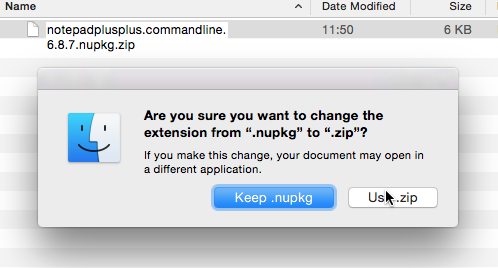 Name Date Modified Size
notepadplusplus.commandline. 11:50 6 KB
6.8.7.nupkg.zip
Are you sure you want to change the
extension from “.nupkg” to “.zip”?
If you make this change, your document may open in
a different application.
Keep .nupkg Use .zip